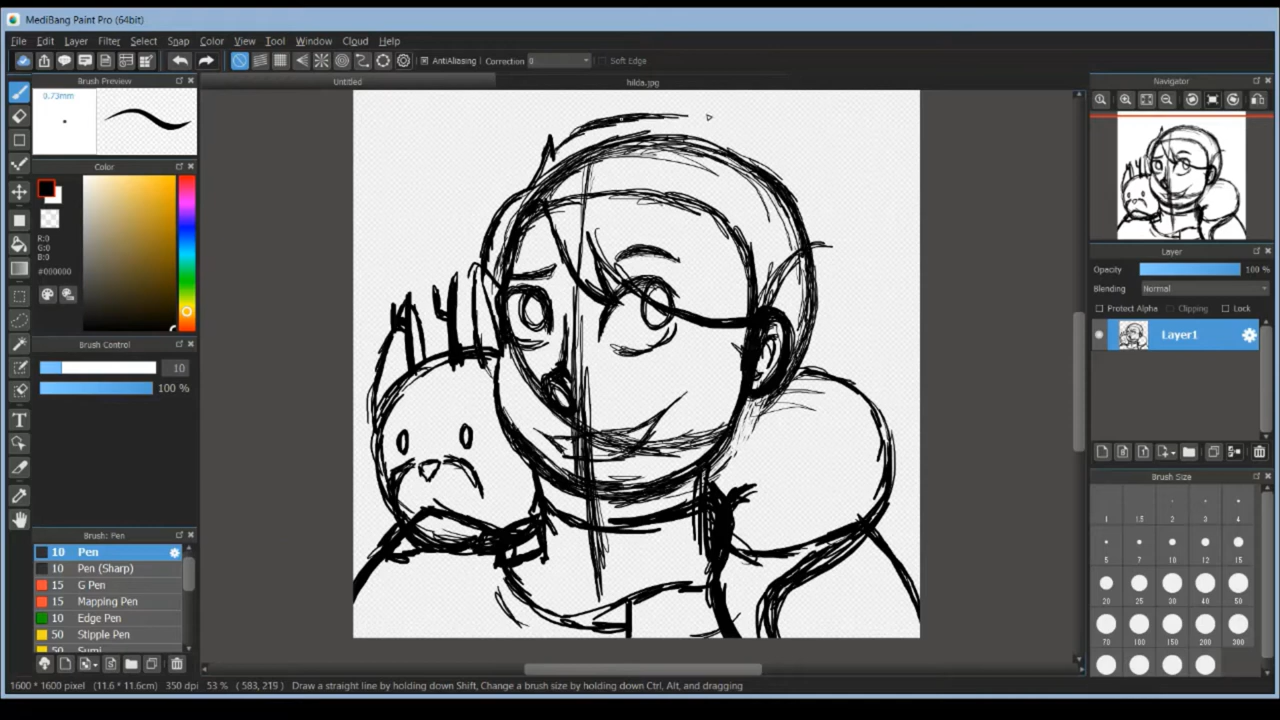 MediBang Paint Pro (64bit)
File Edit Layer Filter Select Snap Color View Tool Window Cloud Help
AntiAliasing Correction 0 Soft Edge
Brush Preview
Untitled
hilda.jpg
Navigator
0.73mm
Color
R:0
G:0
B:0
#000000
Layer
Opacity 100 %
Blending Normal
Protect Alpha Clipping Lock
Layer1
Brush Control
10
100 %
Brush Size
1 1.5 2 3 4
5 7 10 12 15
20 25 30 40 50
70 100 150 200 300
Brush: Pen
10 Pen
10 Pen (Sharp)
15 G Pen
15 Mapping Pen
10 Edge Pen
50 Stipple Pen
50 Sumi
1600 * 1600 pixel (11.6 * 11.6cm) 350 dpi 53 % ( 583, 219 ) Draw a straight line by holding down Shift, Change a brush size by holding down Ctrl, Alt, and dragging